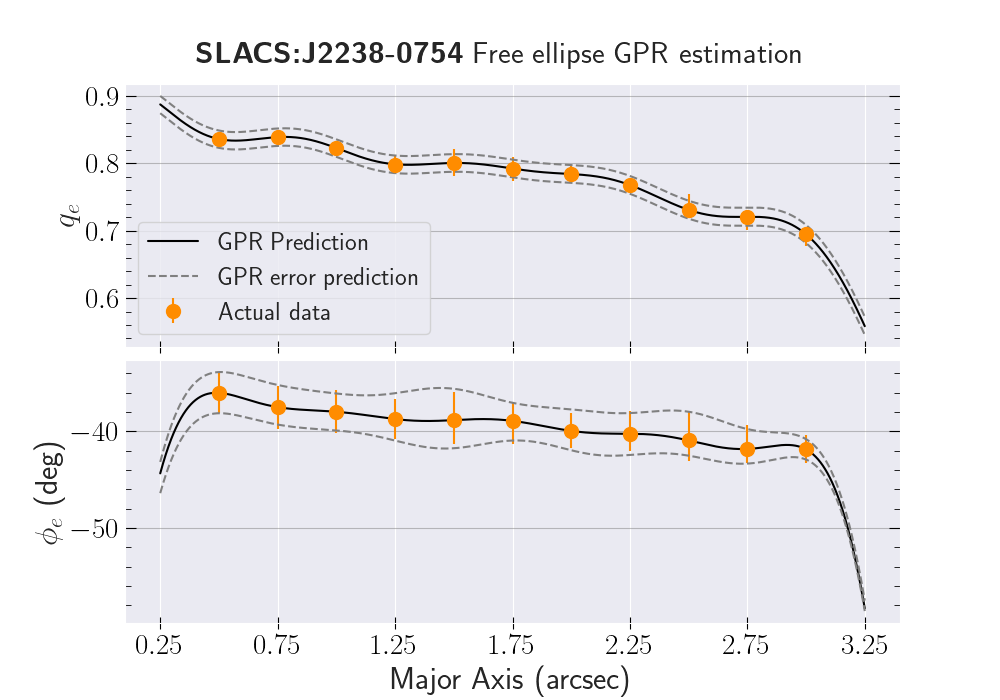 SLACS:J2238-0754 Free ellipse GPR estimation
0.9
0.8
0.7
0.6
q_e
GPR Prediction
GPR error prediction
Actual data
−40
−50
ϕ_e (deg)
0.25 0.75 1.25 1.75 2.25 2.75 3.25
Major Axis (arcsec)